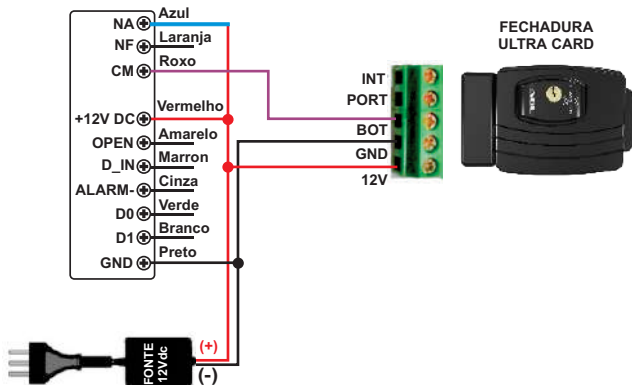 NA Azul
NF Laranja
CM Roxo
+12V DC Vermelho
OPEN Amarelo
D_IN Marron
ALARM- Cinza
D0 Verde
D1 Branco
GND Preto
FONTE
12Vdc
(+)
(-)
INT
PORT
BOT
GND
12V
FECHADURA
ULTRA CARD
AGL